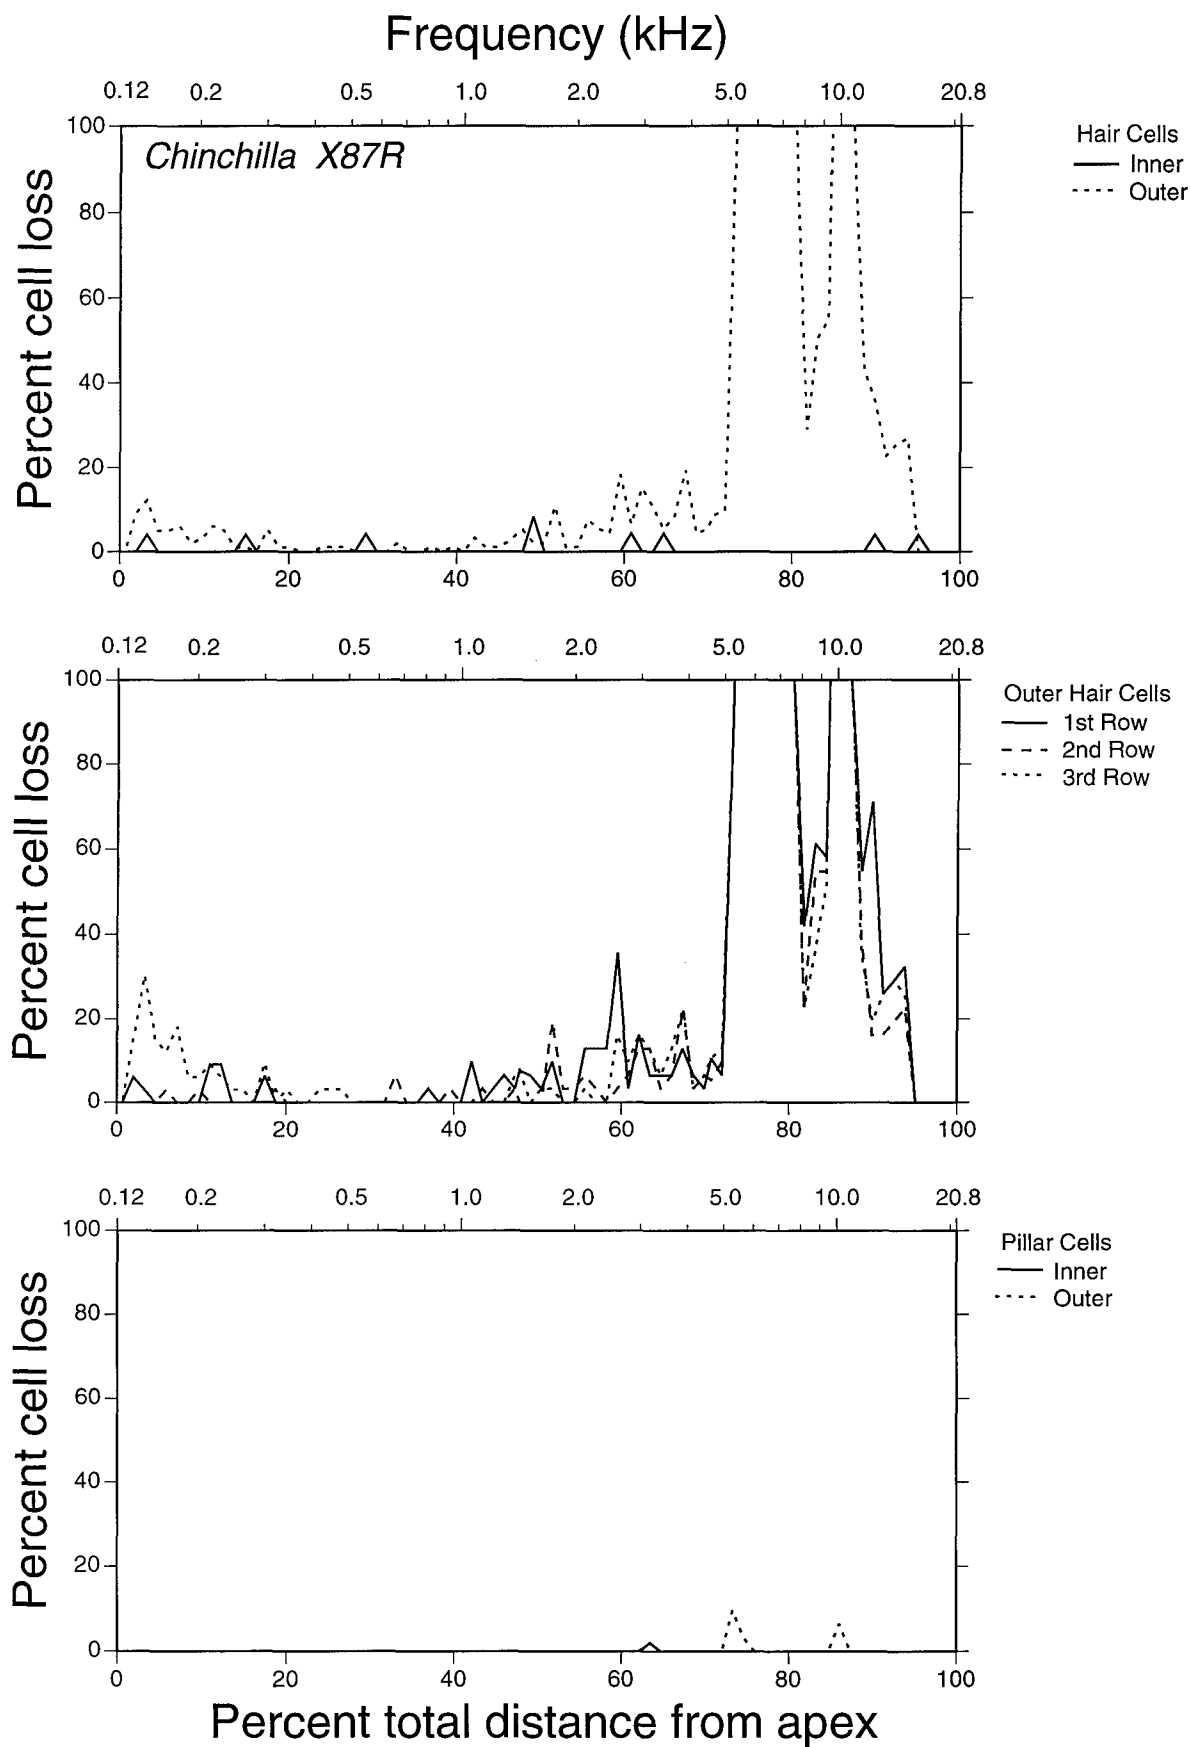 Frequency (kHz)
0.12 0.2 0.5 1.0 2.0 5.0 10.0 20.8
Chinchilla X87R
Hair Cells
Inner
Outer
Percent cell loss
100
80
60
40
20
0
0 20 40 60 80 100
0.12 0.2 0.5 1.0 2.0 5.0 10.0 20.8
Outer Hair Cells
1st Row
2nd Row
3rd Row
Percent cell loss
100
80
60
40
20
0
0 20 40 60 80 100
0.12 0.2 0.5 1.0 2.0 5.0 10.0 20.8
Pillar Cells
Inner
Outer
Percent cell loss
100
80
60
40
20
0
0 20 40 60 80 100
Percent total distance from apex